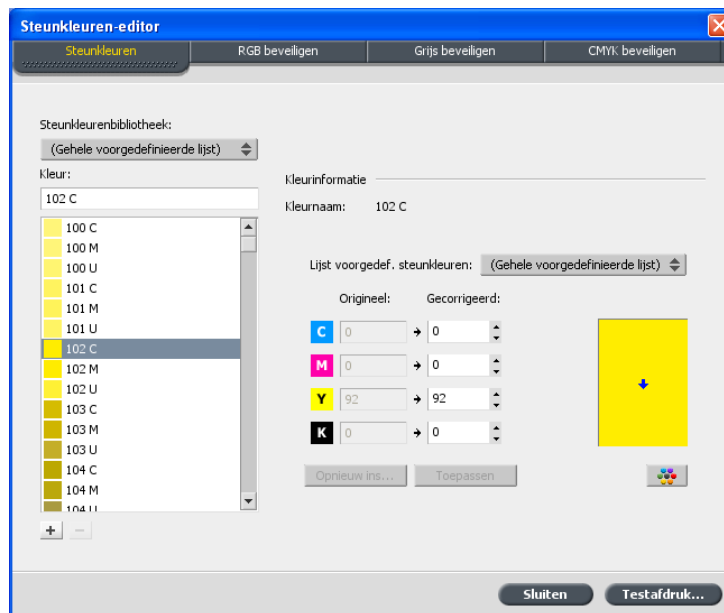 Steunkleuren-editor
Steunkleuren
RGB beveiligen
Grijs beveiligen
CMYK beveiligen
Steunkleurenbibliotheek:
(Gehele voorgedefinieerde lijst)
Kleur:
102 C
100 C
100 M
100 U
101 C
101 M
101 U
102 C
102 M
102 U
103 C
103 M
103 U
104 C
104 M
104 U
Kleurinformatie
Kleurnaam: 102 C
Lijst voorgedef. steunkleuren: (Gehele voorgedefinieerde lijst)
Origineel: Gecorrigeerd:
C 0 0
M 0 0
Y 92 92
K 0 0
Opnieuw ins... Toepassen
Sluiten Testafdruk...